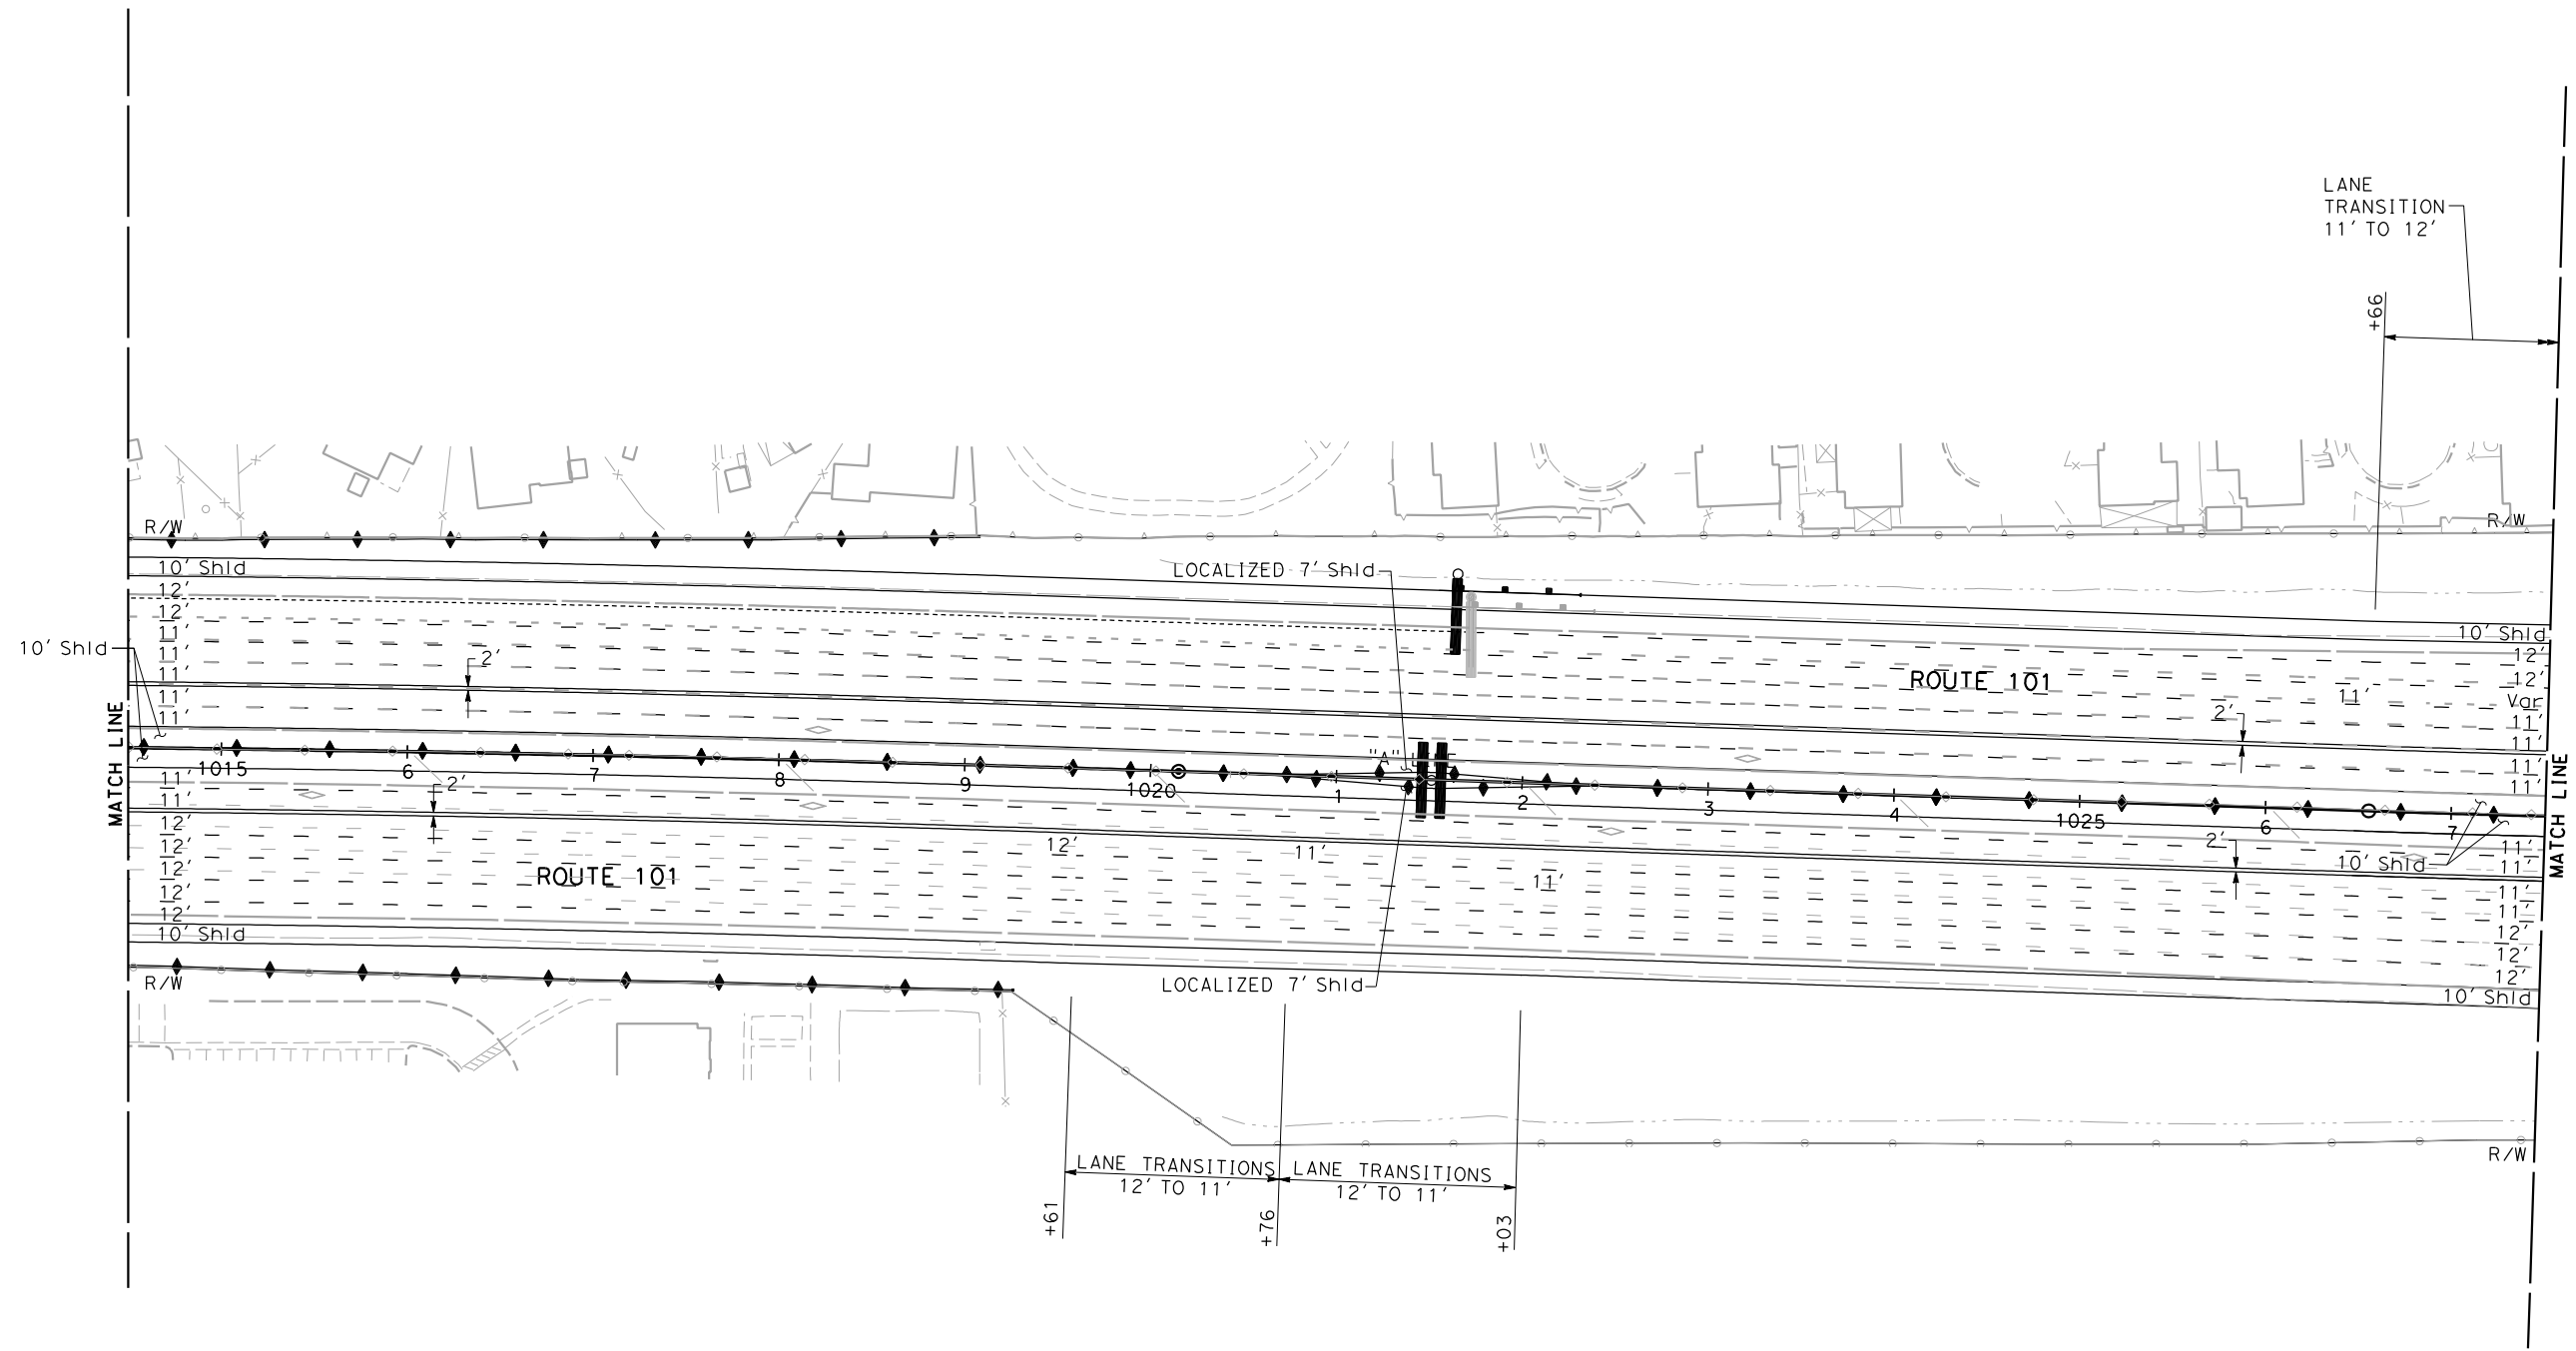 LANE
TRANSITION
11' TO 12'
+66
R/W
R/W
10' Shld
12'
12'
11'
11'
11'
11'
11'
10' Shld
2'
LOCALIZED 7' Shld
ROUTE 101
11'
2'
10' Shld
12'
12'
Var
11'
11'
11'
11'
MATCH LINE
MATCH LINE
"A"
1015
6
7
8
9
1020
1
2
3
4
1025
6
7
11'
11'
2'
12'
12'
12'
12'
12'
10' Shld
R/W
ROUTE 101
12'
11'
11'
2'
10' Shld
11'
11'
11'
11'
12'
12'
12'
10' Shld
LOCALIZED 7' Shld
R/W
LANE TRANSITIONS
12' TO 11'
LANE TRANSITIONS
12' TO 11'
+61
+76
+03